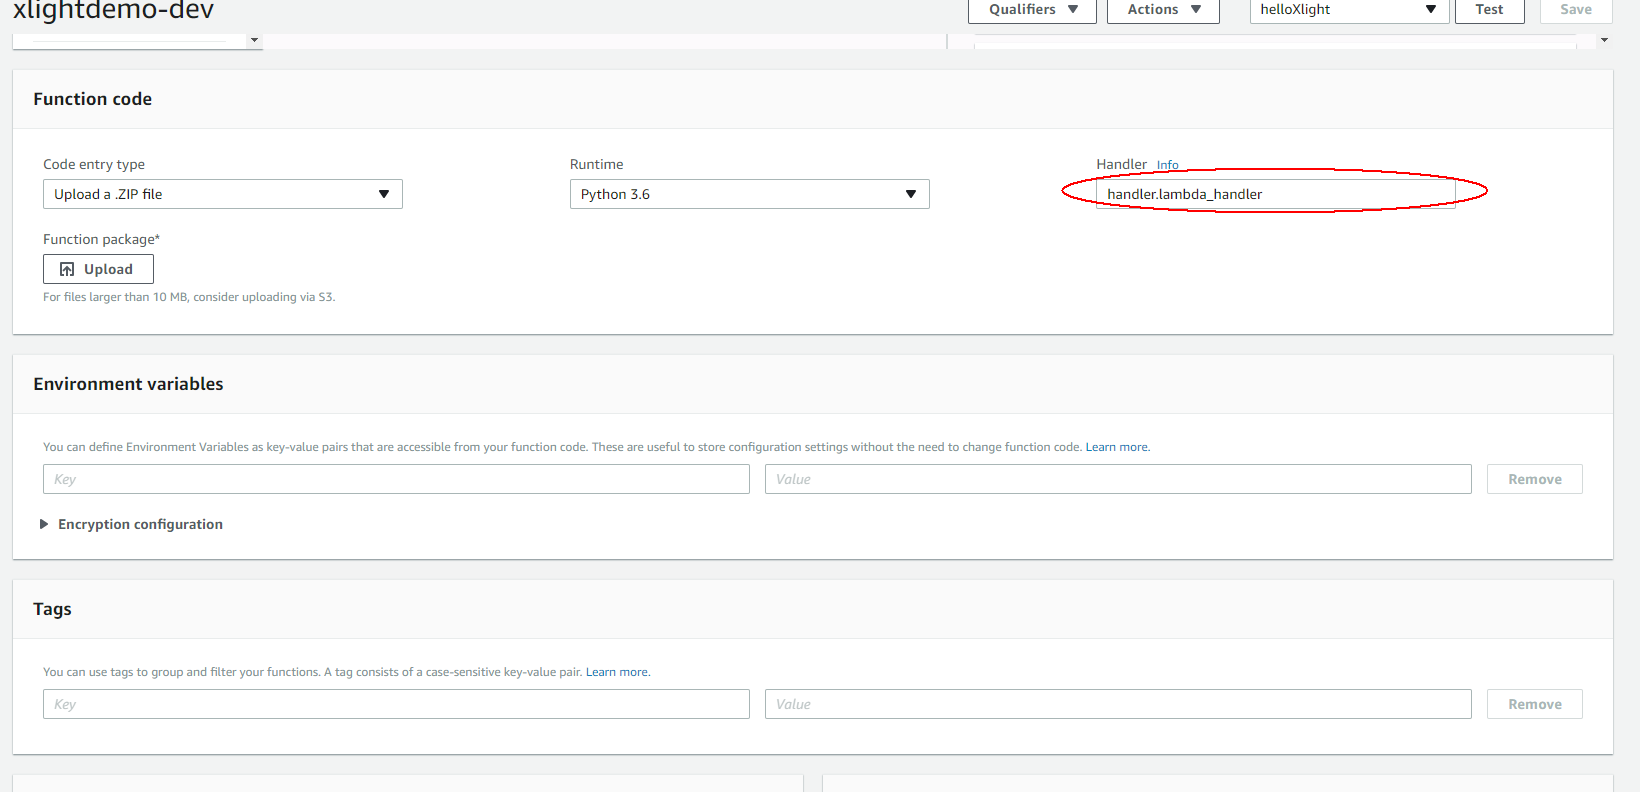 xlightdemo-dev
Qualifiers
Actions
helloXlight
Test
Save
Function code
Code entry type
Runtime
Handler Info
Upload a .ZIP file
Python 3.6
handler.lambda_handler
Function package*
Upload
For files larger than 10 MB, consider uploading via S3.
Environment variables
You can define Environment Variables as key-value pairs that are accessible from your function code. These are useful to store configuration settings without the need to change function code. Learn more.
Key
Value
Remove
Encryption configuration
Tags
You can use tags to group and filter your functions. A tag consists of a case-sensitive key-value pair. Learn more.
Key
Value
Remove